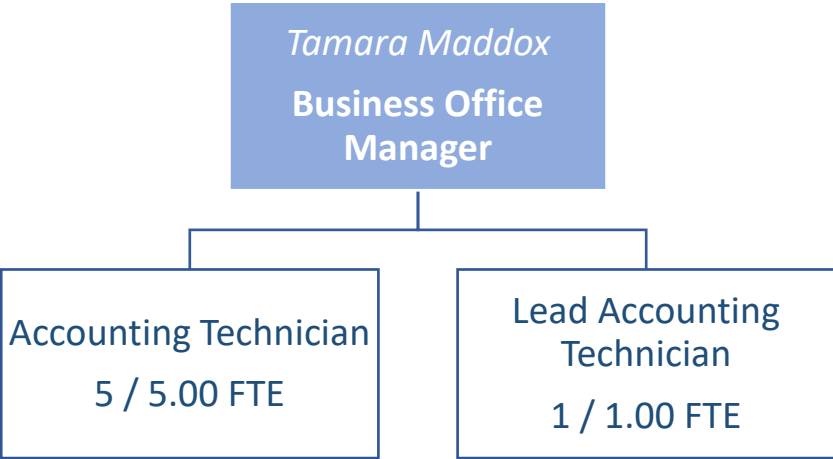 Tamara Maddox
Business Office
Manager
Accounting Technician
5 / 5.00 FTE
Lead Accounting
Technician
1 / 1.00 FTE